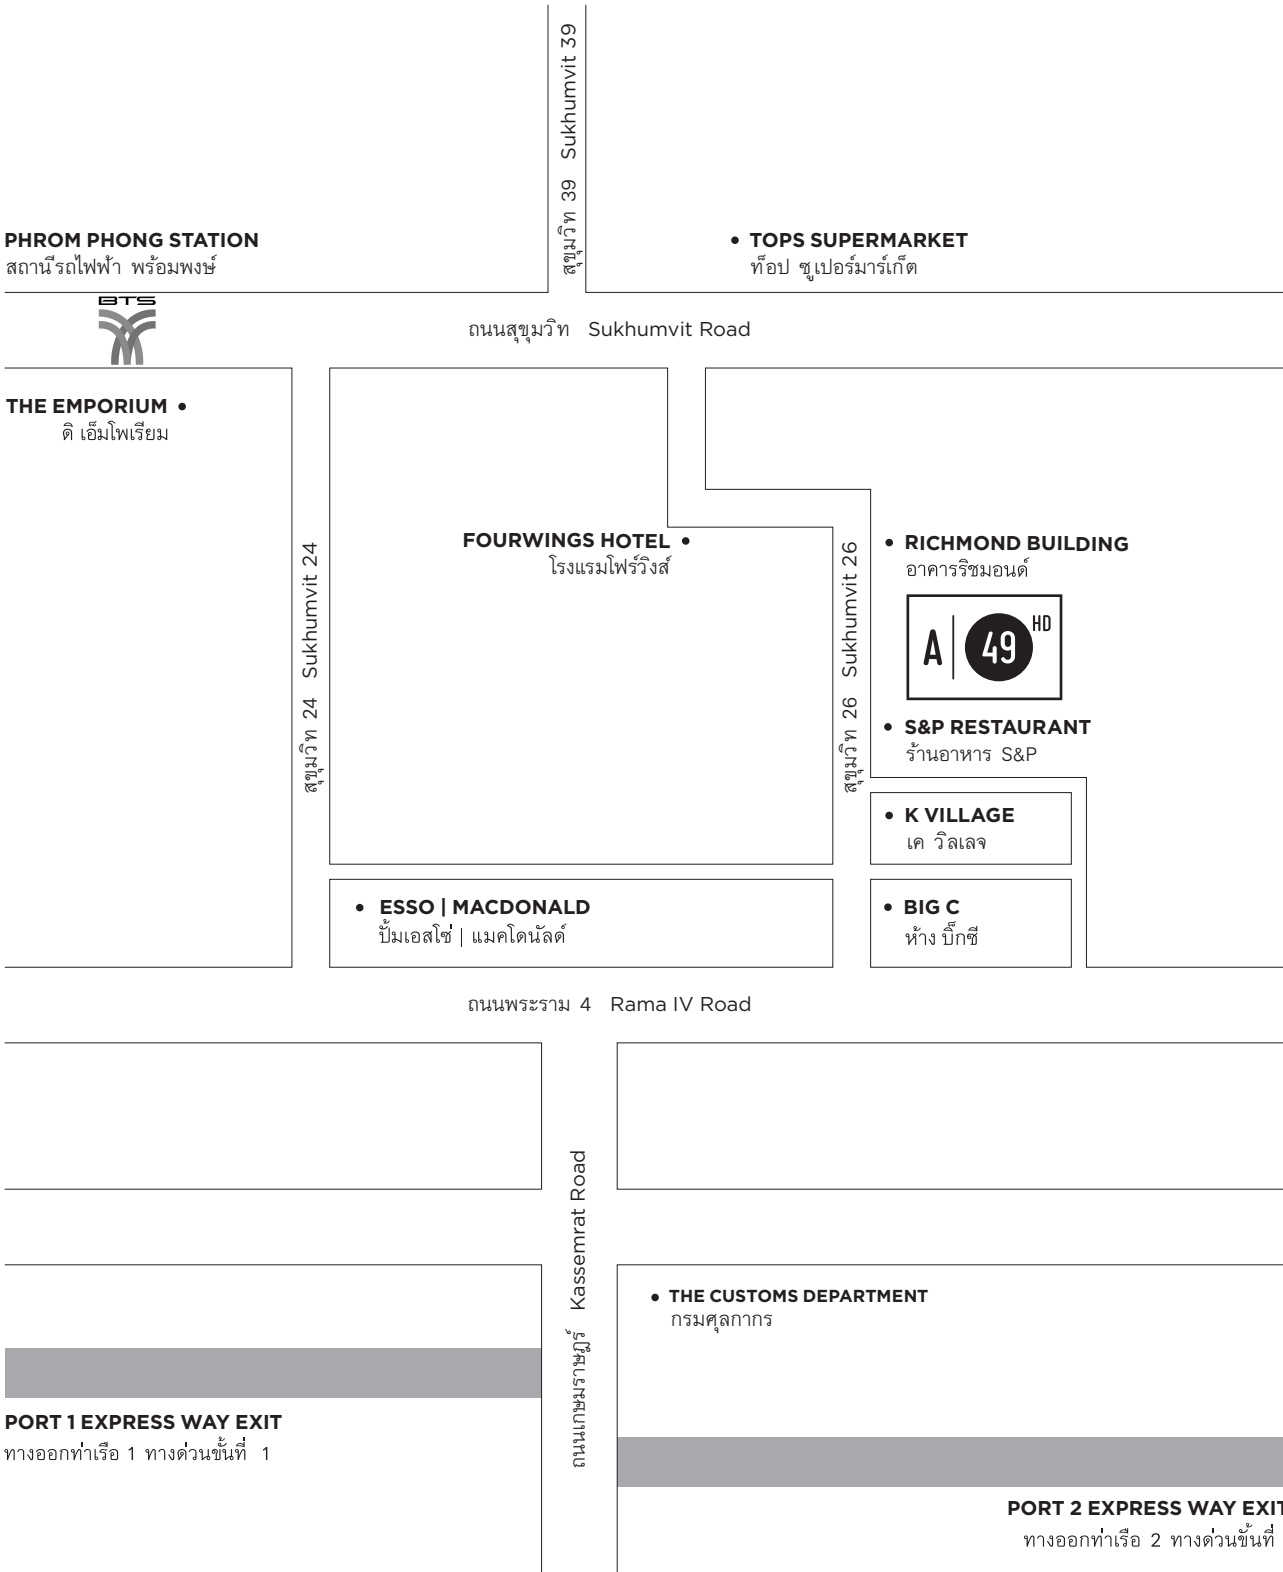 สุขุมวิท 39 Sukhumvit 39
PHROM PHONG STATION
สถานีรถไฟฟ้า พร้อมพงษ์
BTS
TOPS SUPERMARKET
ท็อป ซูเปอร์มาร์เก็ต
ถนนสุขุมวิท Sukhumvit Road
THE EMPORIUM
ดิ เอ็มโพเรียม
สุขุมวิท 24 Sukhumvit 24
FOURWINGS HOTEL
โรงแรมโฟร์วิงส์
สุขุมวิท 26 Sukhumvit 26
RICHMOND BUILDING
อาคารริชมอนด์
A 49 HD
S&P RESTAURANT
ร้านอาหาร S&P
K VILLAGE
เค วิลเลจ
ESSO | MACDONALD
ปั้มเอสโซ่ | แมคโดนัลด์
BIG C
ห้าง บิ๊กซี
ถนนพระราม 4 Rama IV Road
ถนนเกษมราษฎร์ Kassemrat Road
THE CUSTOMS DEPARTMENT
กรมศุลกากร
PORT 1 EXPRESS WAY EXIT
ทางออกท่าเรือ 1 ทางด่วนขั้นที่ 1
PORT 2 EXPRESS WAY EXIT
ทางออกท่าเรือ 2 ทางด่วนขั้นที่